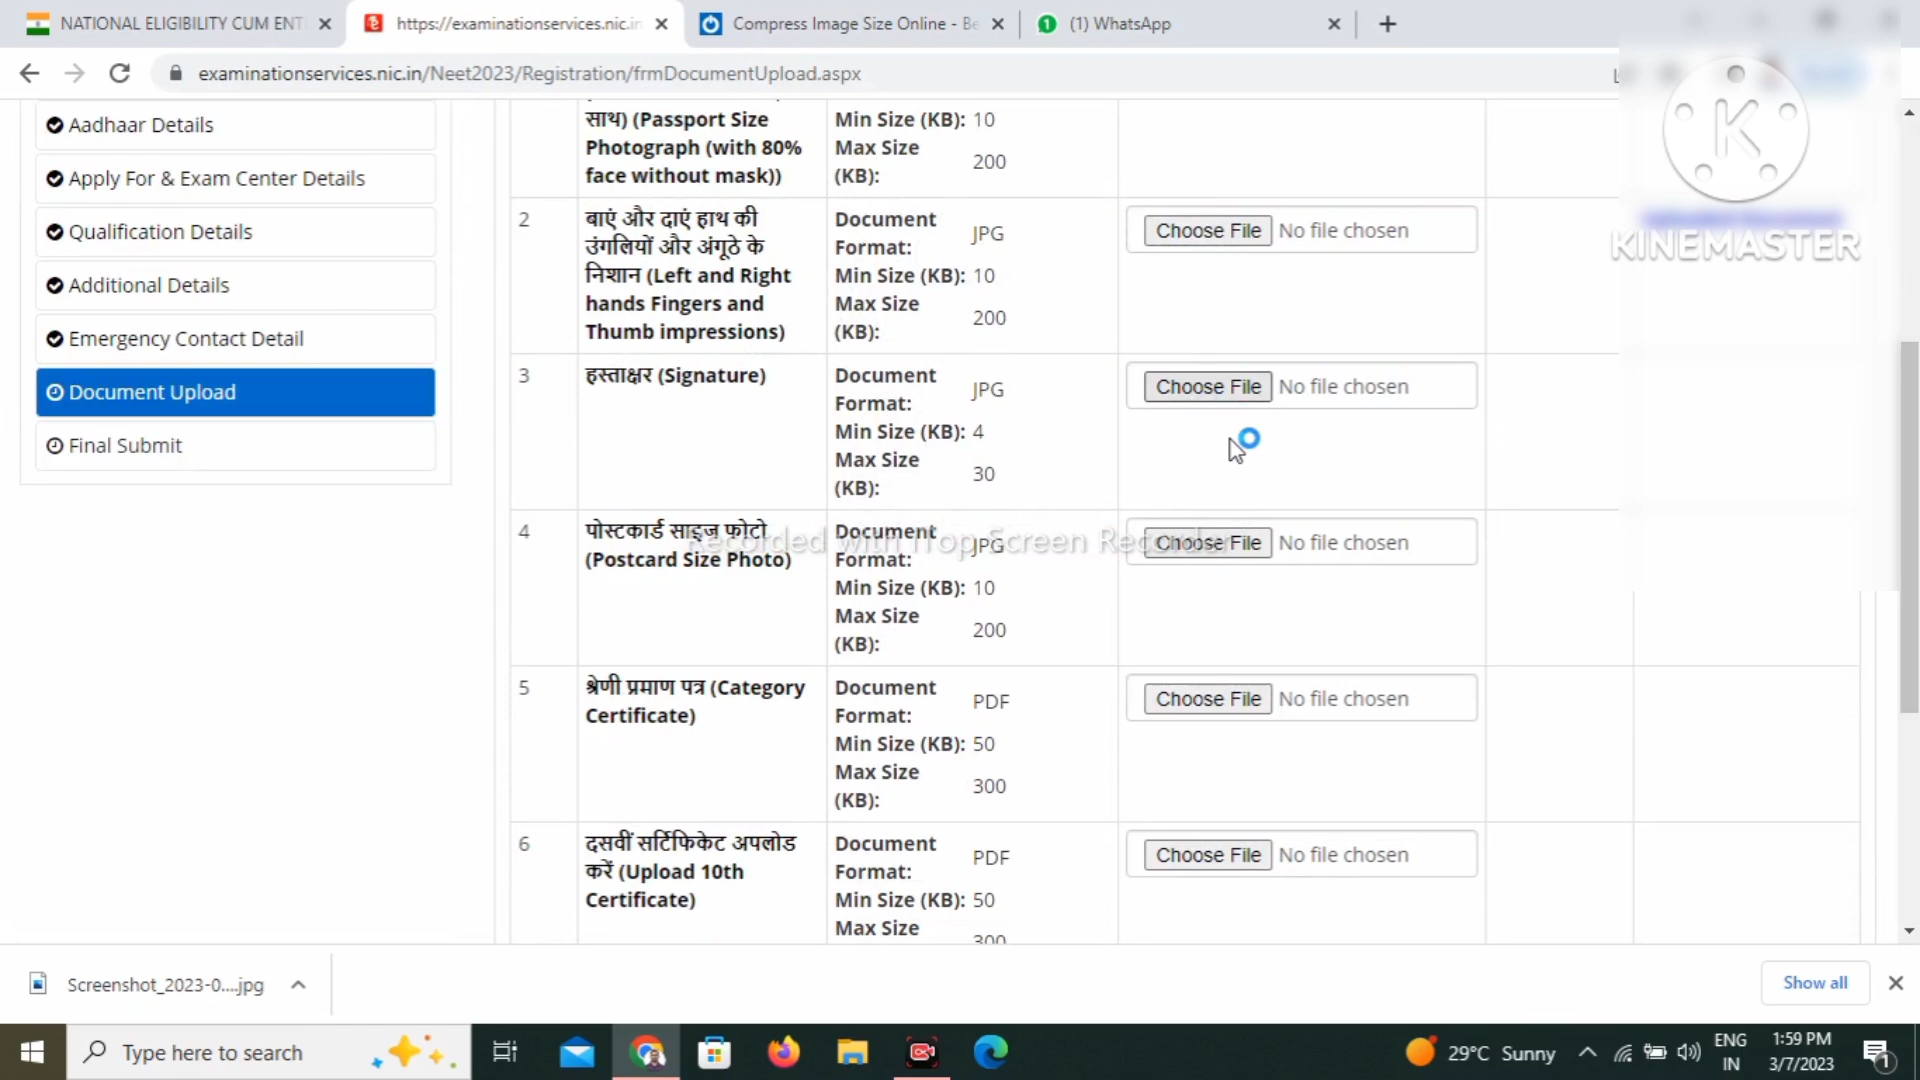 NATIONAL ELIGIBILITY CUM ENT
https://examinationservices.nic.in
Compress Image Size Online - Be
(1) WhatsApp
examinationservices.nic.in/Neet2023/Registration/frmDocumentUpload.aspx
Aadhaar Details
Apply For & Exam Center Details
Qualification Details
Additional Details
Emergency Contact Detail
Document Upload
Final Submit
साथ) (Passport Size
Photograph (with 80%
face without mask))
Min Size (KB): 10
Max Size
(KB):
200
2
बाएं और दाएं हाथ की
उंगलियों और अंगूठे के
निशान (Left and Right
hands Fingers and
Thumb impressions)
Document
Format:
JPG
Min Size (KB): 10
Max Size
(KB):
200
Choose File No file chosen
3
हस्ताक्षर (Signature)
Document
Format:
JPG
Min Size (KB): 4
Max Size
(KB):
30
Choose File No file chosen
4
पोस्टकार्ड साइज फोटो
(Postcard Size Photo)
Document
Format:
JPG
Min Size (KB): 10
Max Size
(KB):
200
Choose File No file chosen
5
श्रेणी प्रमाण पत्र (Category
Certificate)
Document
Format:
PDF
Min Size (KB): 50
Max Size
(KB):
300
Choose File No file chosen
6
दसवीं सर्टिफिकेट अपलोड
करें (Upload 10th
Certificate)
Document
Format:
PDF
Min Size (KB): 50
Max Size
300
Choose File No file chosen
K
KINEMASTER
Recorded with iTop Screen Recorder
Screenshot_2023-0....jpg
Show all
Type here to search
29°C Sunny
ENG
IN
1:59 PM
3/7/2023
1